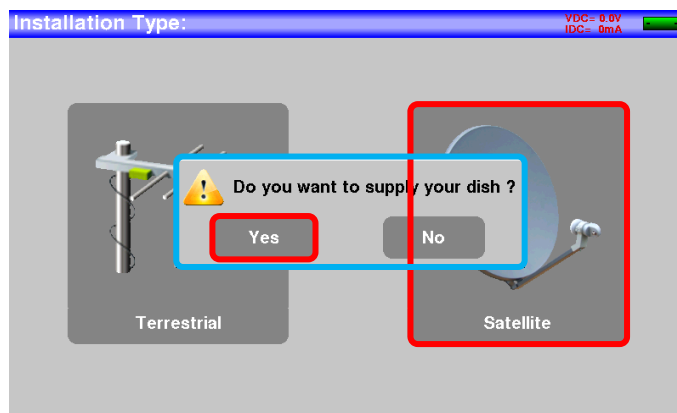 Installation Type:
VDC= 0.0V
IDC= 0mA
Do you want to supply your dish ?
Yes
No
Terrestrial
Satellite